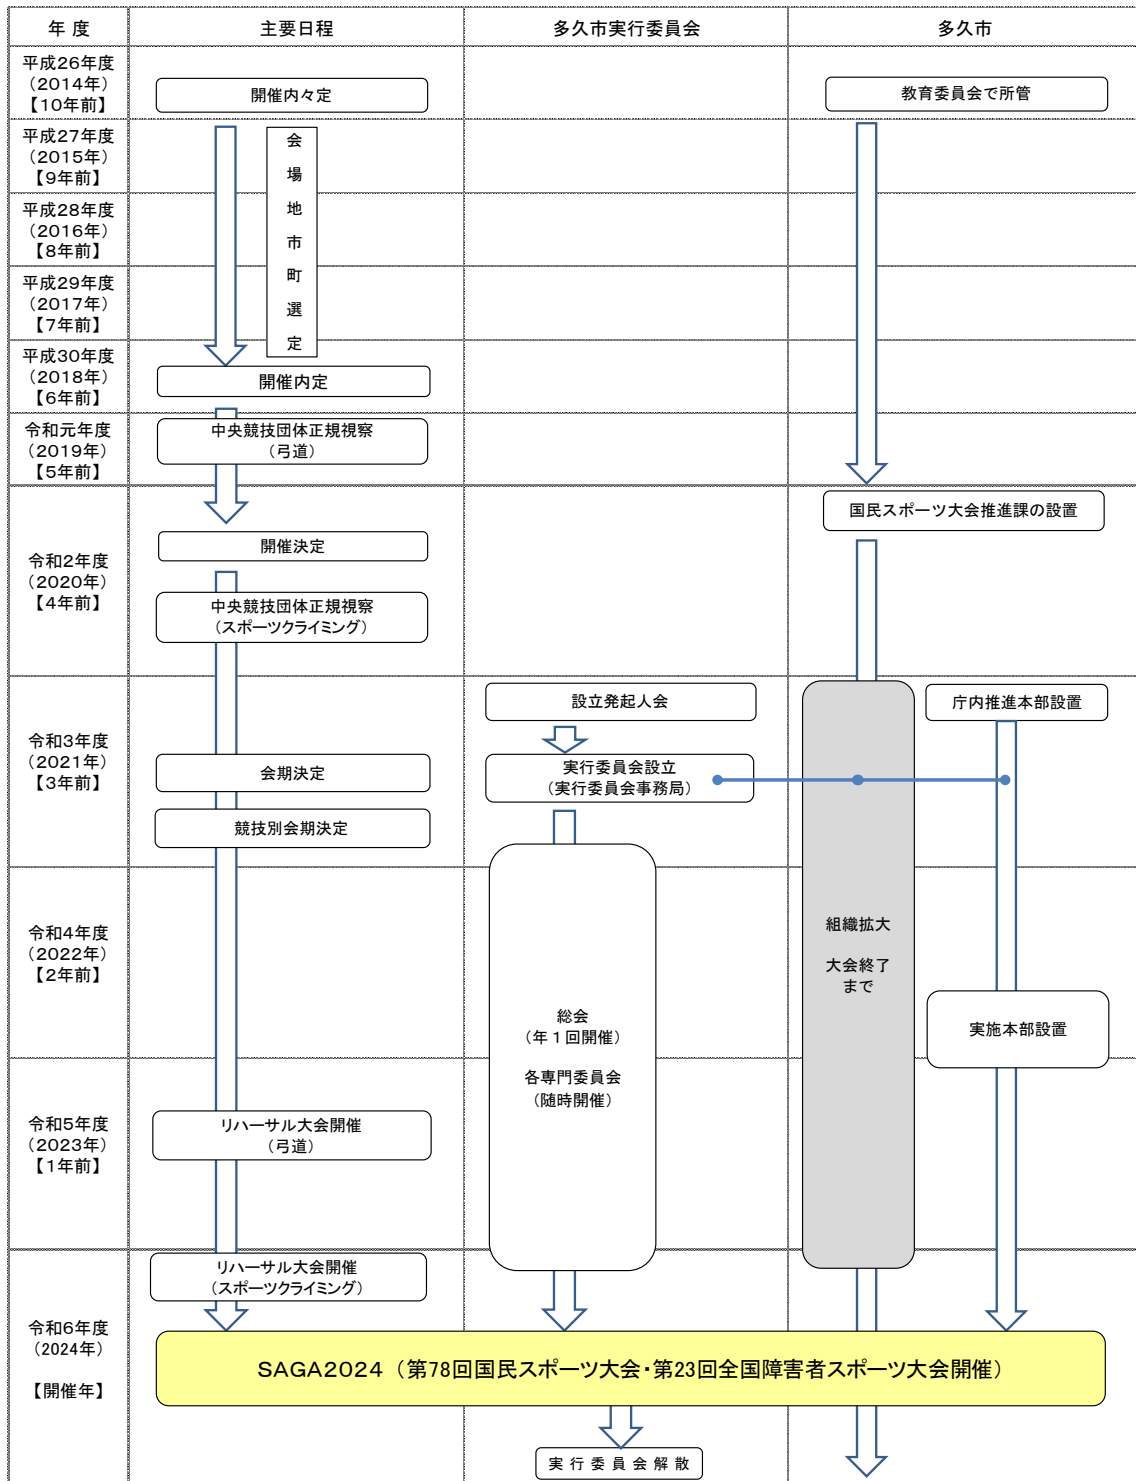 年 度
主要日程
多久市実行委員会
多久市
平成26年度
（2014年）
【10年前】
開催内々定
教育委員会で所管
平成27年度
（2015年）
【9年前】
会
場
地
市
町
選
定
平成28年度
（2016年）
【8年前】
平成29年度
（2017年）
【7年前】
平成30年度
（2018年）
【6年前】
開催内定
令和元年度
（2019年）
【5年前】
中央競技団体正規視察
（弓道）
令和2年度
（2020年）
【4年前】
開催決定
中央競技団体正規視察
（スポーツクライミング）
国民スポーツ大会推進課の設置
令和3年度
（2021年）
【3年前】
会期決定
競技別会期決定
設立発起人会
実行委員会設立
（実行委員会事務局）
庁内推進本部設置
令和4年度
（2022年）
【2年前】
総会
（年１回開催）
各専門委員会
（随時開催）
組織拡大
大会終了
まで
実施本部設置
令和5年度
（2023年）
【1年前】
リハーサル大会開催
（弓道）
令和6年度
（2024年）
【開催年】
リハーサル大会開催
（スポーツクライミング）
SAGA2024（第78回国民スポーツ大会・第23回全国障害者スポーツ大会開催）
実 行 委 員 会 解 散